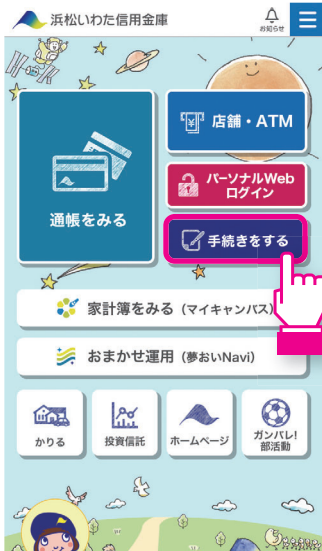 浜松いわた信用金庫
お知らせ
店舗・ATM
通帳をみる
パーソナルWeb
ログイン
手続きをする
家計簿をみる（マイキャンバス）
おまかせ運用（夢おいNavi）
かりる
投資信託
ホームページ
ガンバレ!
部活動